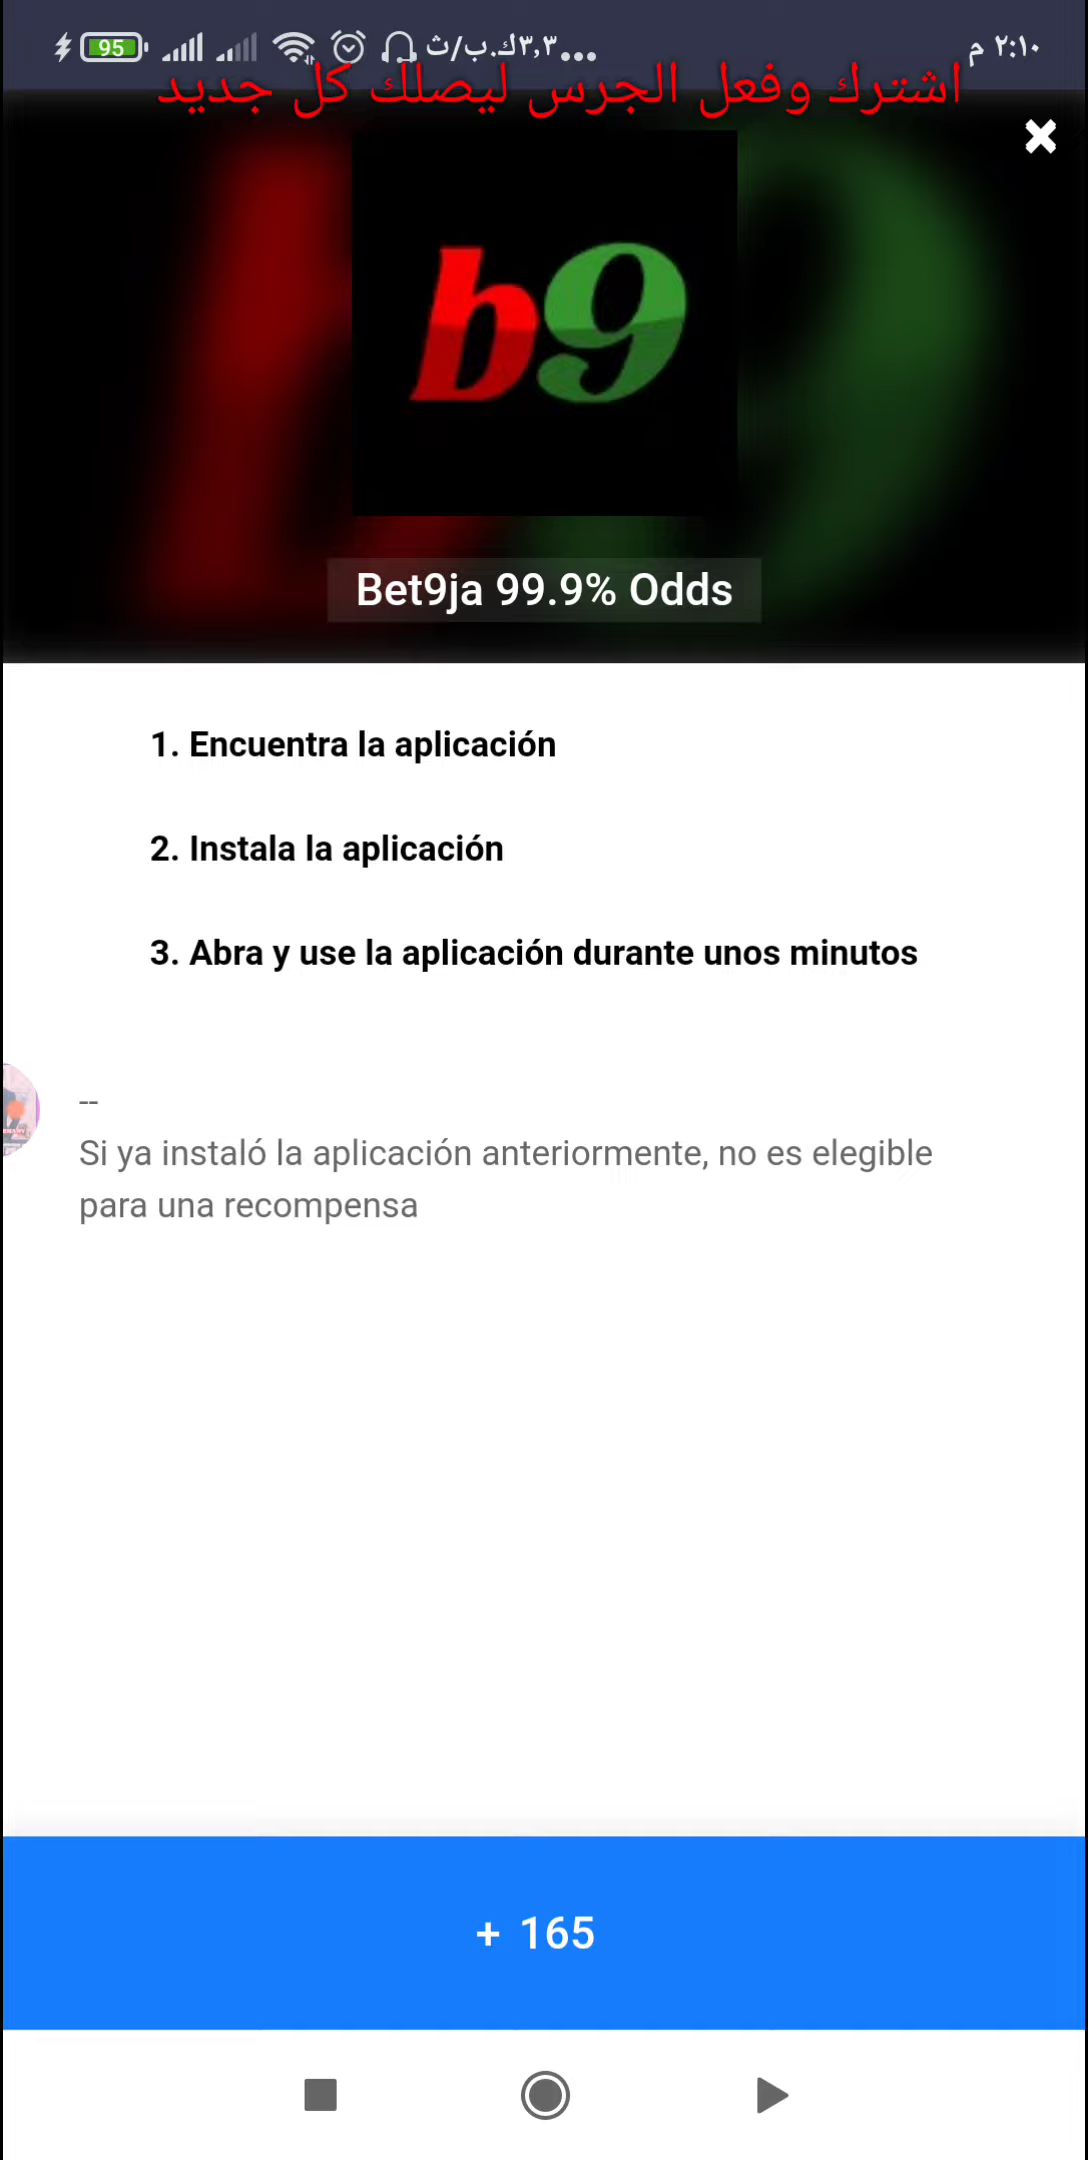 95 ...٣,٣ك.ب/ث ٢:١٠ م
اشترك وفعل الجرس ليصلك كل جديد
b9
Bet9ja 99.9% Odds
1. Encuentra la aplicación
2. Instala la aplicación
3. Abra y use la aplicación durante unos minutos
--
Si ya instaló la aplicación anteriormente, no es elegible
para una recompensa
+ 165